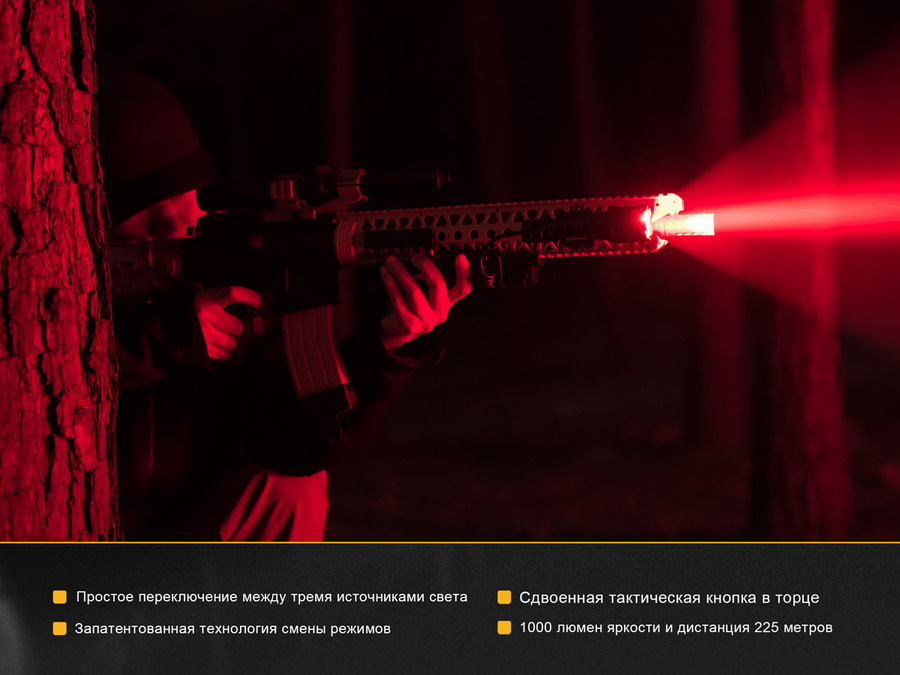 Простое переключение между тремя источниками света
Запатентованная технология смены режимов
Сдвоенная тактическая кнопка в торце
1000 люмен яркости и дистанция 225 метров